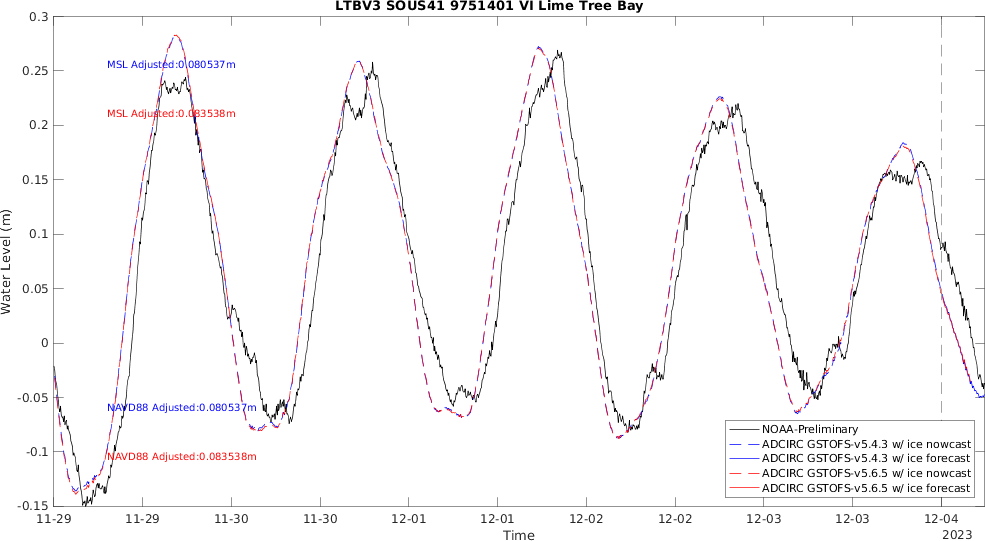 LTBV3 SOUS41 9751401 VI Lime Tree Bay
0.3
0.25
0.2
0.15
0.1
0.05
0
-0.05
-0.1
-0.15
Water Level (m)
MSL Adjusted:0.080537m
MSL Adjusted:0.083538m
NAVD88 Adjusted:0.080537m
NAVD88 Adjusted:0.083538m
NOAA-Preliminary
ADCIRC GSTOFS-v5.4.3 w/ ice nowcast
ADCIRC GSTOFS-v5.4.3 w/ ice forecast
ADCIRC GSTOFS-v5.6.5 w/ ice nowcast
ADCIRC GSTOFS-v5.6.5 w/ ice forecast
11-29 11-29 11-30 11-30 12-01 12-01 12-02 12-02 12-03 12-03 12-04
Time
2023